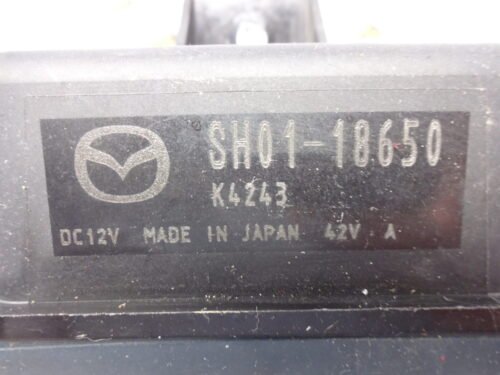 SH01-18650
K4243
DC12V MADE IN JAPAN 42V A